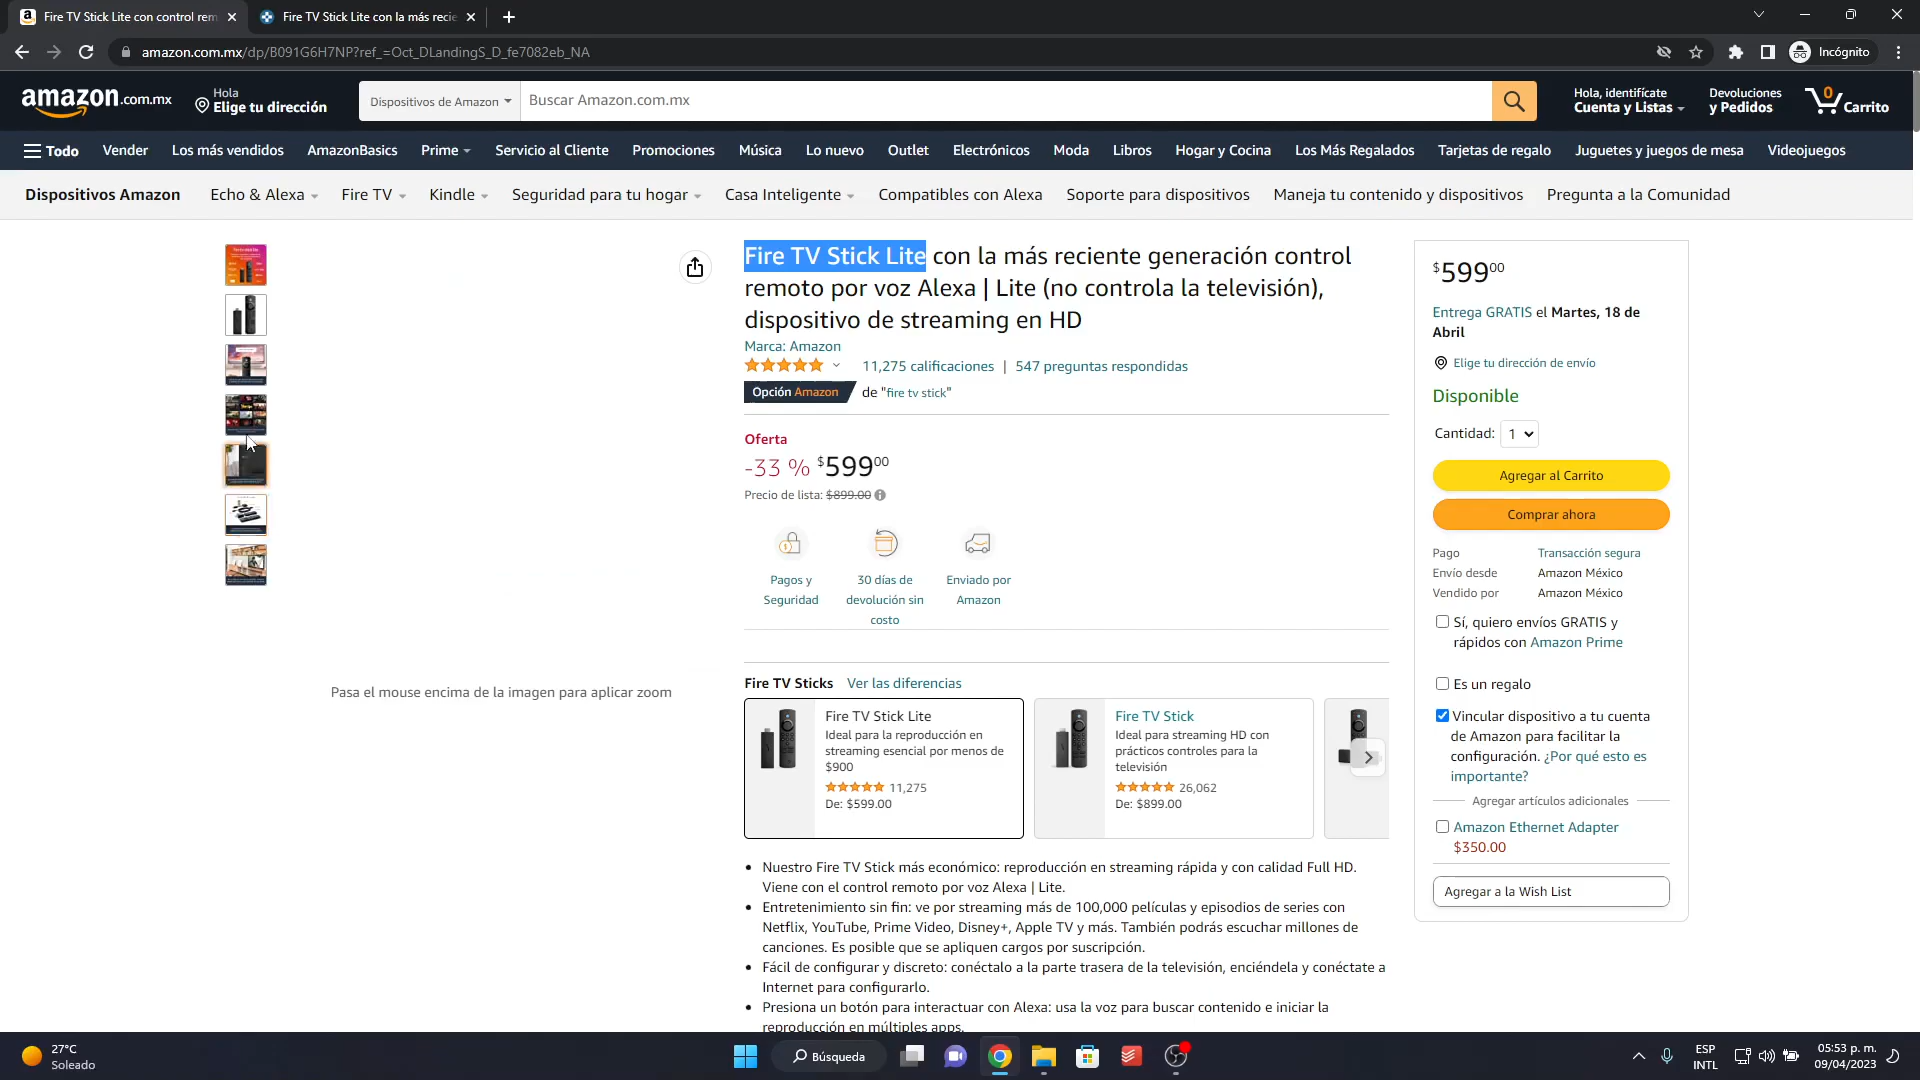 Fire TV Stick Lite con control rem
Fire TV Stick Lite con la más recie
amazon.com.mx/dp/B091G6H7NP?ref_=Oct_DLandingS_D_fe7082eb_NA
Incógnito
amazon.com.mx
Hola
Elige tu dirección
Dispositivos de Amazon
Buscar Amazon.com.mx
Hola, identifícate
Cuenta y Listas
Devoluciones
y Pedidos
0
Carrito
Todo
Vender
Los más vendidos
AmazonBasics
Prime
Servicio al Cliente
Promociones
Música
Lo nuevo
Outlet
Electrónicos
Moda
Libros
Hogar y Cocina
Los Más Regalados
Tarjetas de regalo
Juguetes y juegos de mesa
Videojuegos
Dispositivos Amazon
Echo & Alexa
Fire TV
Kindle
Seguridad para tu hogar
Casa Inteligente
Compatibles con Alexa
Soporte para dispositivos
Maneja tu contenido y dispositivos
Pregunta a la Comunidad
Pasa el mouse encima de la imagen para aplicar zoom
Fire TV Stick Lite con la más reciente generación control
remoto por voz Alexa | Lite (no controla la televisión),
dispositivo de streaming en HD
Marca: Amazon
11,275 calificaciones | 547 preguntas respondidas
Opción Amazon de "fire tv stick"
Oferta
-33 % $59900
Precio de lista: $899.00
Pagos y
Seguridad
30 días de
devolución sin
costo
Enviado por
Amazon
Fire TV Sticks Ver las diferencias
Fire TV Stick Lite
Ideal para la reproducción en
streaming esencial por menos de
$900
11,275
De: $599.00
Fire TV Stick
Ideal para streaming HD con
prácticos controles para la
televisión
26,062
De: $899.00
• Nuestro Fire TV Stick más económico: reproducción en streaming rápida y con calidad Full HD.
Viene con el control remoto por voz Alexa | Lite.
• Entretenimiento sin fin: ve por streaming más de 100,000 películas y episodios de series con
Netflix, YouTube, Prime Video, Disney+, Apple TV y más. También podrás escuchar millones de
canciones. Es posible que se apliquen cargos por suscripción.
• Fácil de configurar y discreto: conéctalo a la parte trasera de la televisión, enciéndela y conéctate a
Internet para configurarlo.
• Presiona un botón para interactuar con Alexa: usa la voz para buscar contenido e iniciar la
reproducción en múltiples apps.
$59900
Entrega GRATIS el Martes, 18 de
Abril
Elige tu dirección de envío
Disponible
Cantidad: 1
Agregar al Carrito
Comprar ahora
Pago Transacción segura
Envío desde Amazon México
Vendido por Amazon México
Sí, quiero envíos GRATIS y
rápidos con Amazon Prime
Es un regalo
Vincular dispositivo a tu cuenta
de Amazon para facilitar la
configuración. ¿Por qué esto es
importante?
Agregar artículos adicionales
Amazon Ethernet Adapter
$350.00
Agregar a la Wish List
27°C
Soleado
Búsqueda
ESP
INTL
05:53 p. m.
09/04/2023